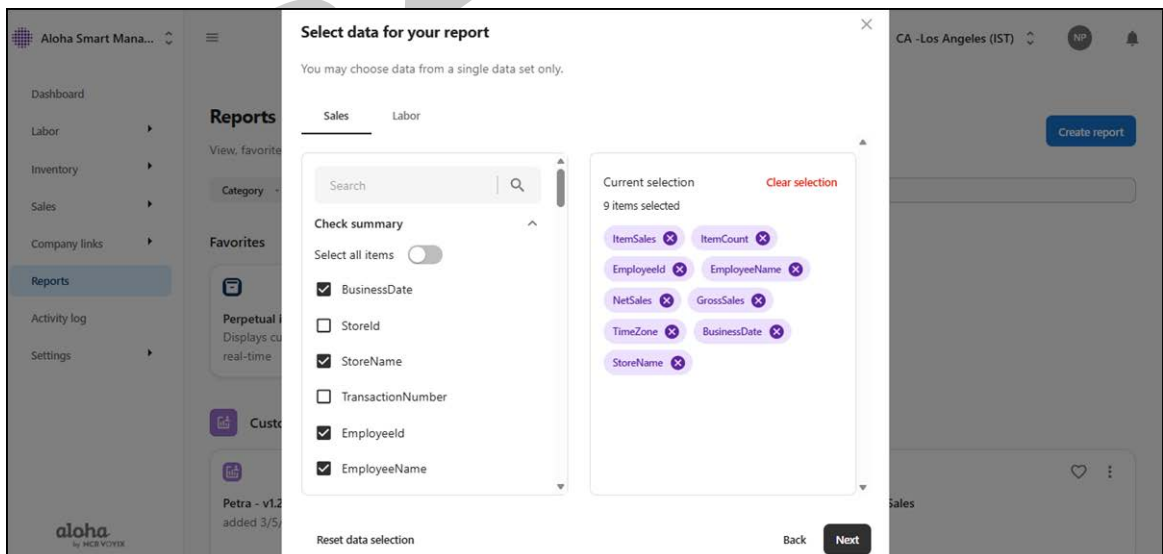 Aloha Smart Mana...
CA -Los Angeles (IST)
NP
Dashboard
Labor
Inventory
Sales
Company links
Reports
Activity log
Settings
aloha
by NCR VOYIX
Reports
View, favorite
Create report
Category
Favorites
Perpetual i
Displays cu
real-time
Custo
Petra - v1.2
added 3/5/
Sales
Select data for your report
You may choose data from a single data set only.
Sales Labor
Search
Check summary
Select all items
BusinessDate
StoreId
StoreName
TransactionNumber
EmployeeId
EmployeeName
Current selection Clear selection
9 items selected
ItemSales ItemCount
EmployeeId EmployeeName
NetSales GrossSales
TimeZone BusinessDate
StoreName
Reset data selection Back Next